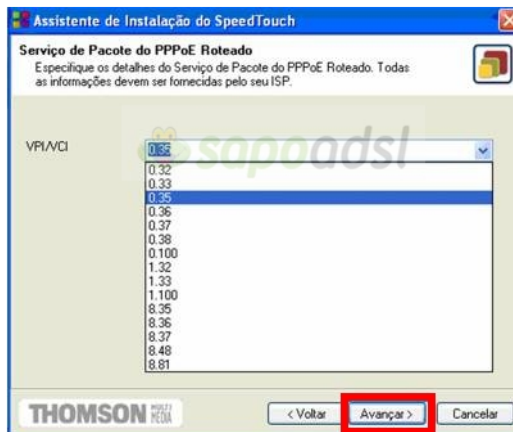 Assistente de Instalação do SpeedTouch
Serviço de Pacote do PPPoE Roteado
Especifique os detalhes do Serviço de Pacote do PPPoE Roteado. Todas
as informações devem ser fornecidas pelo seu ISP.
sapoadsl
VPI/VCI
0.35
0.32
0.33
0.35
0.36
0.37
0.38
0.100
1.32
1.33
1.100
8.35
8.36
8.37
8.48
8.81
THOMSON MULTI MEDIA
< Voltar Avançar > Cancelar